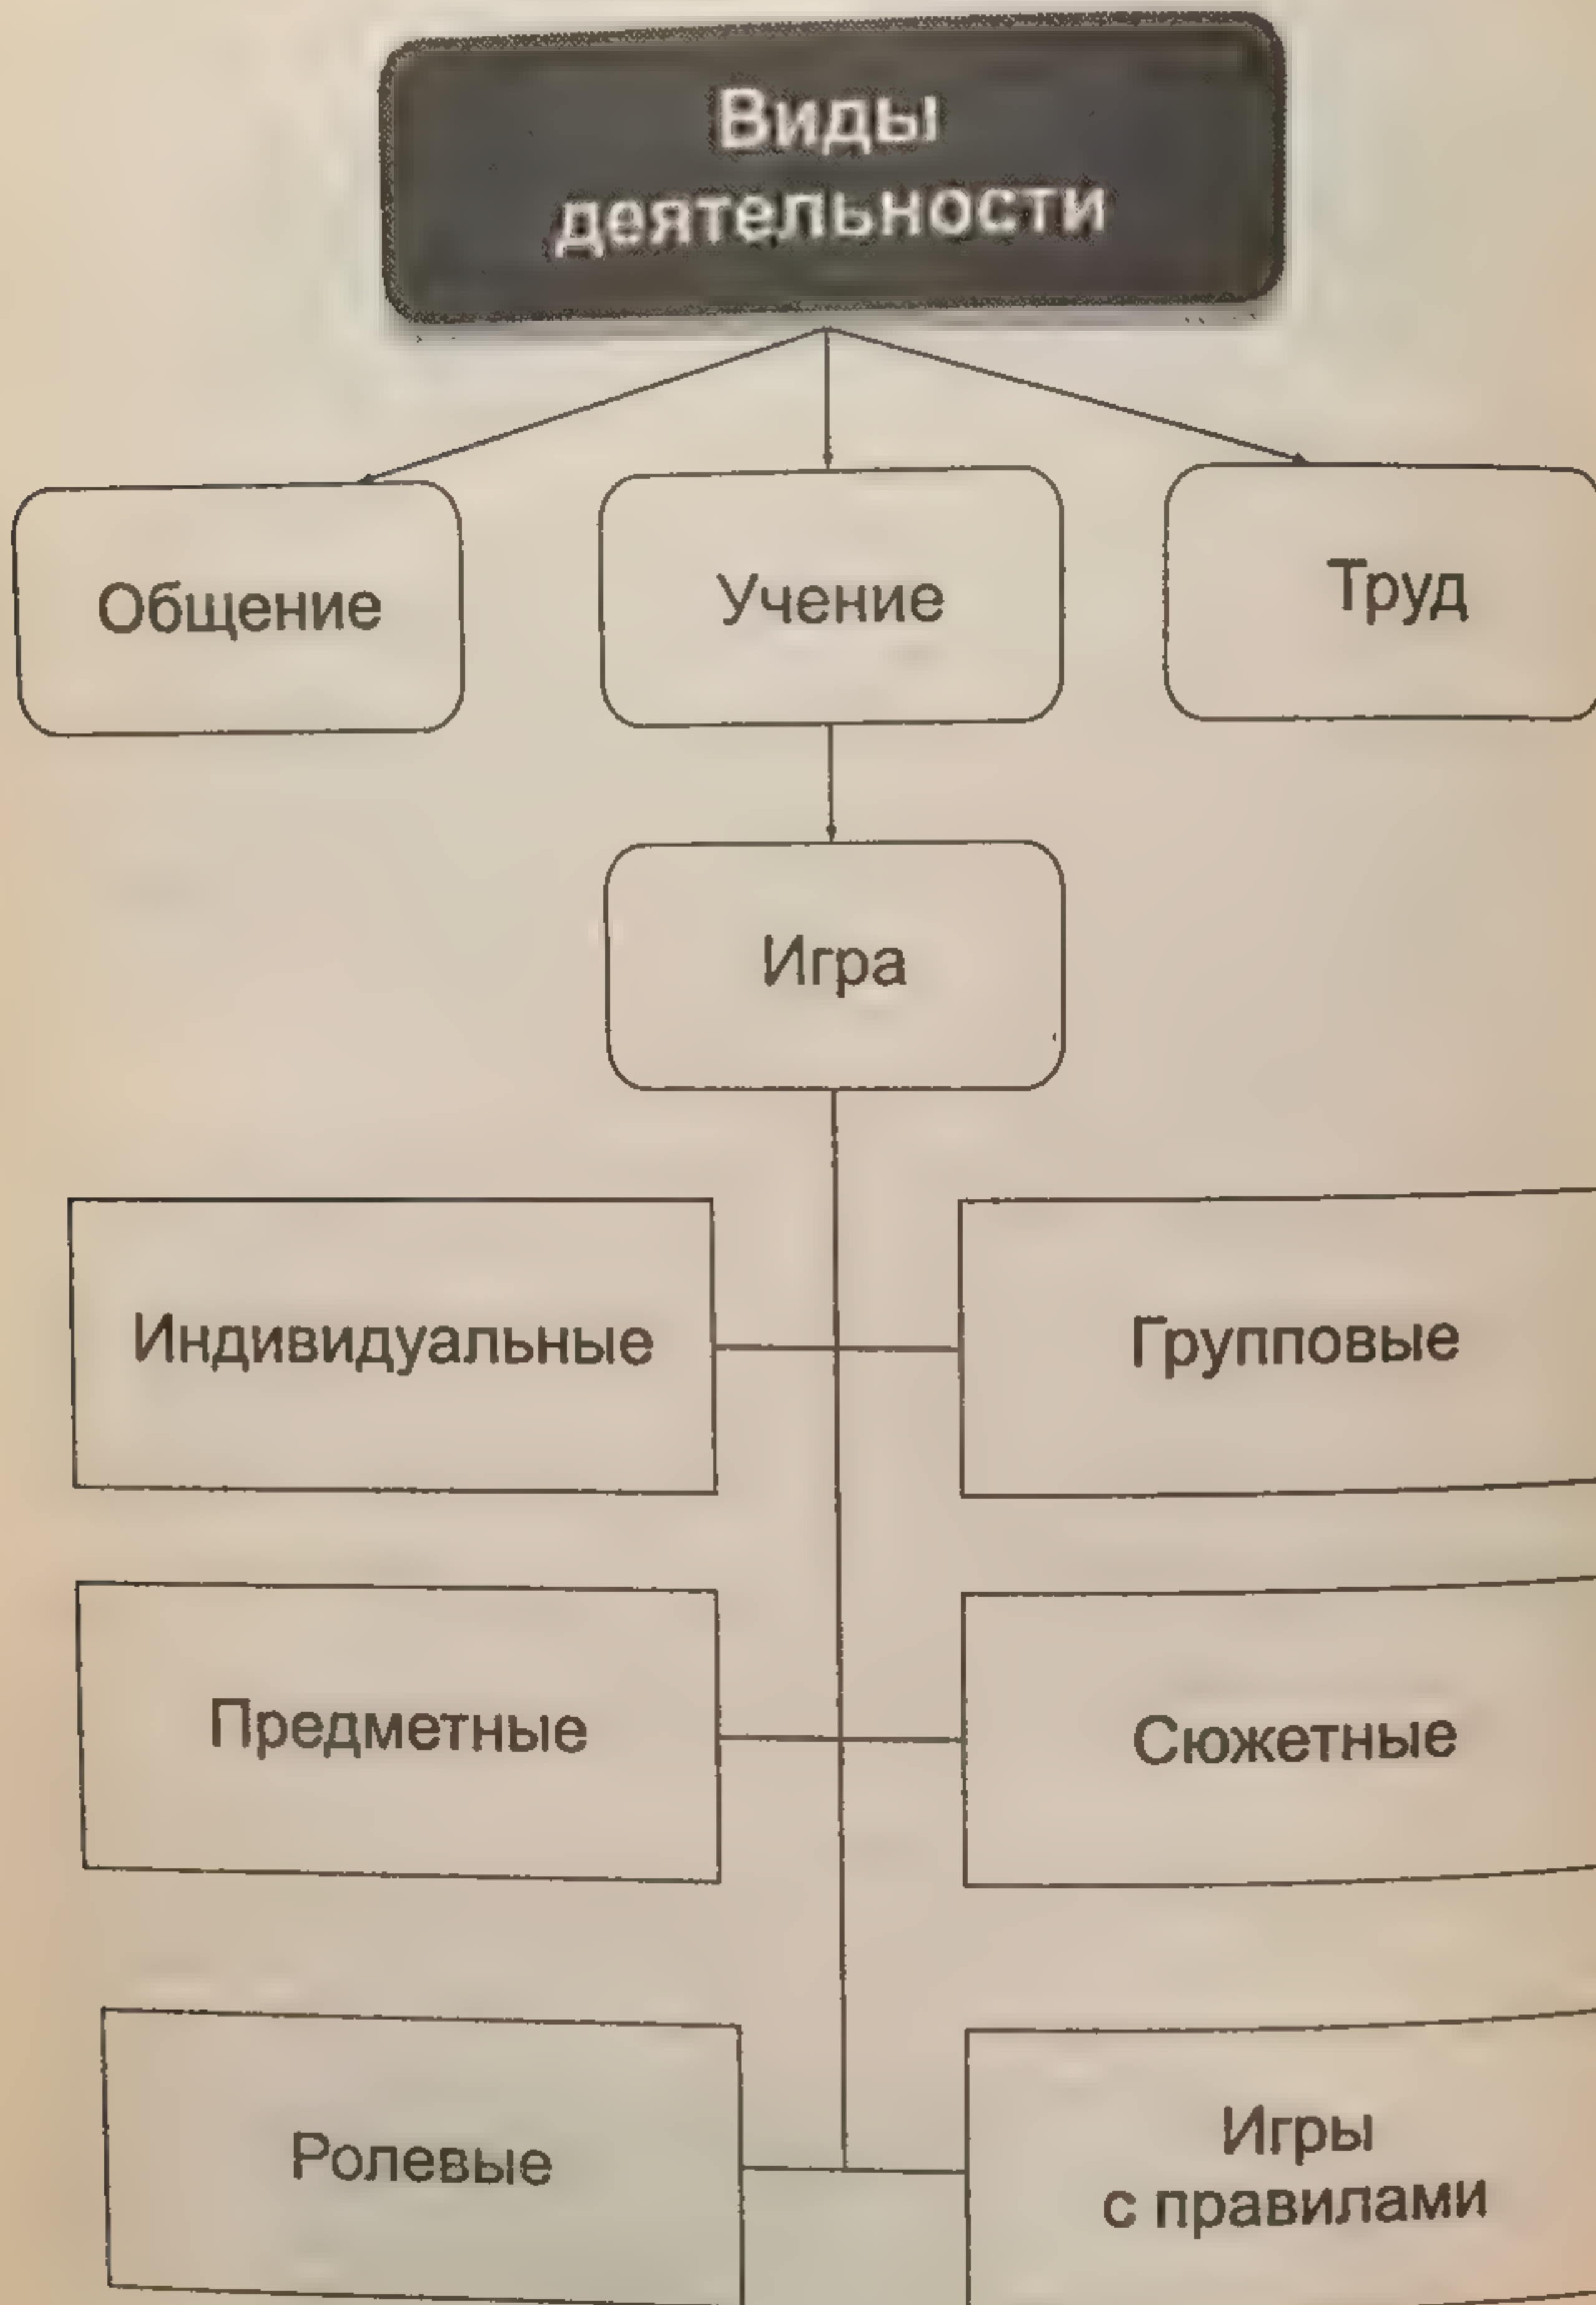 Виды
деятельности
Общение
Учение
Труд
Игра
Индивидуальные
Групповые
Предметные
Сюжетные
Ролевые
Игры
с правилами